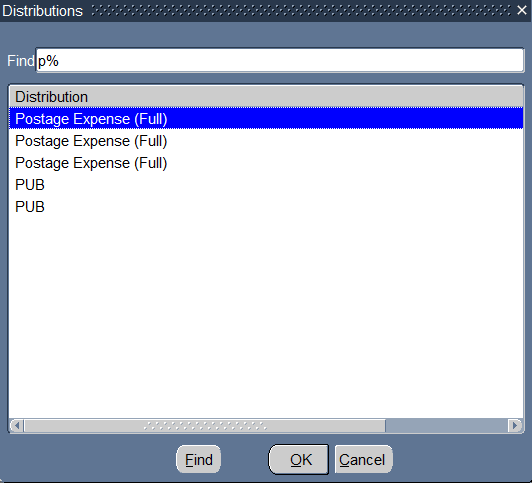 Distributions
Find p%
Distribution
Postage Expense (Full)
Postage Expense (Full)
Postage Expense (Full)
PUB
PUB
Find OK Cancel